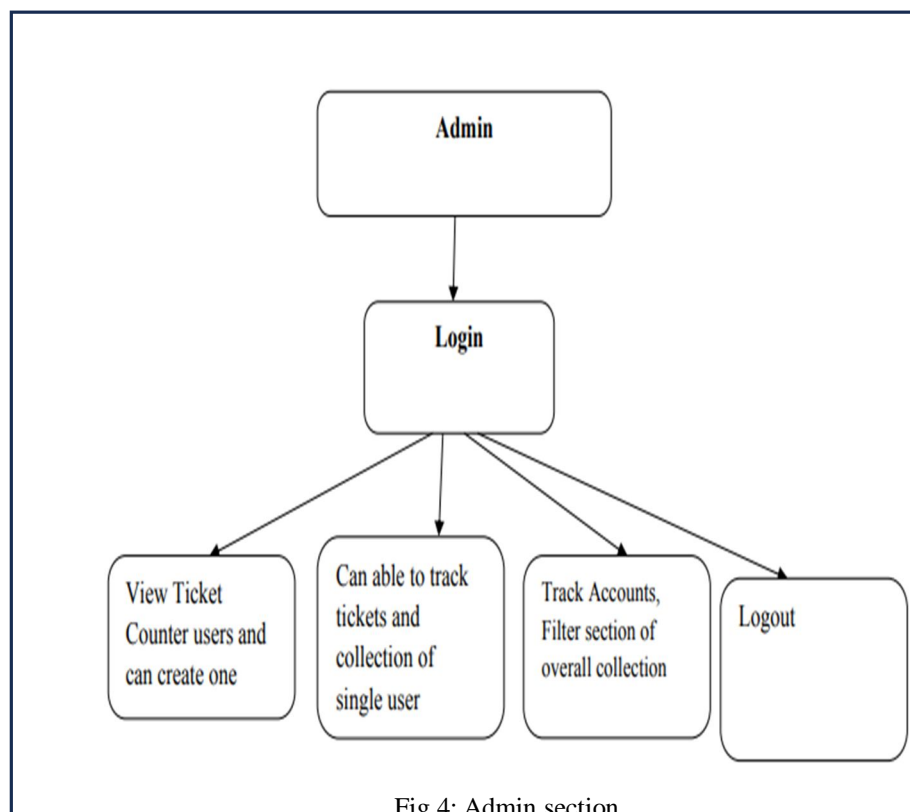 Admin
Login
View Ticket
Counter users and
can create one
Can able to track
tickets and
collection of
single user
Track Accounts,
Filter section of
overall collection
Logout
Fig 4: Admin section